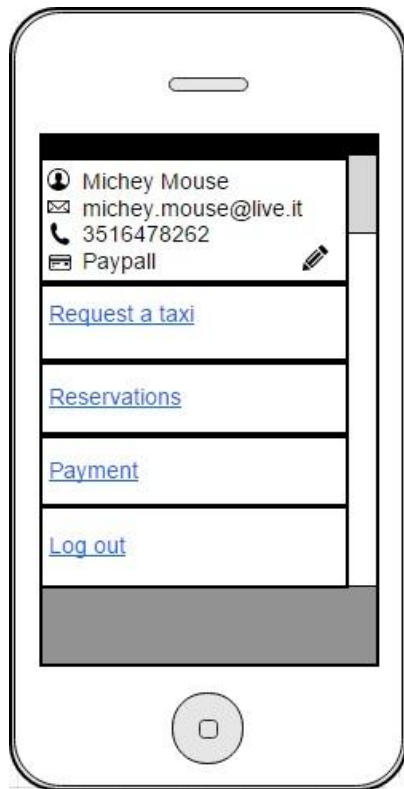 Michey Mouse
michey.mouse@live.it
3516478262
Paypall
Request a taxi
Reservations
Payment
Log out